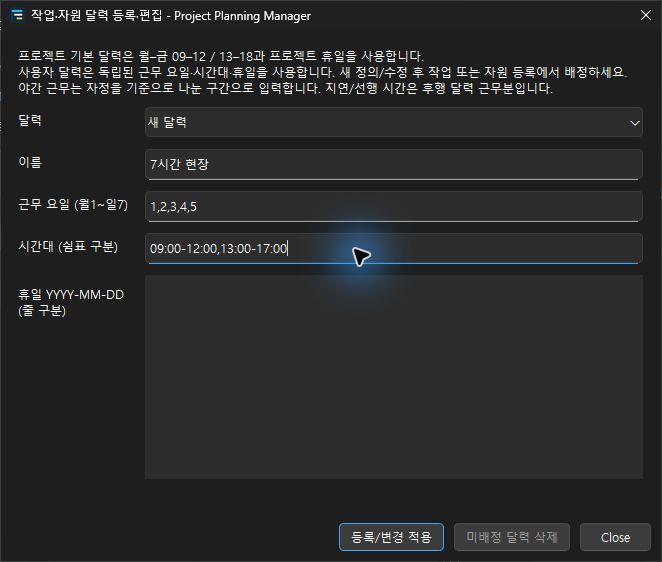 작업·자원 달력 등록·편집 - Project Planning Manager
프로젝트 기본 달력은 월–금 09–12 / 13–18과 프로젝트 휴일을 사용합니다.
사용자 달력은 독립된 근무 요일·시간대·휴일을 사용합니다. 새 정의/수정 후 작업 또는 자원 등록에서 배정하세요.
야간 근무는 자정을 기준으로 나눈 구간으로 입력합니다. 지연/선행 시간은 후행 달력 근무분입니다.
달력
새 달력
이름
7시간 현장
근무 요일 (월1~일7)
1,2,3,4,5
시간대 (쉼표 구분)
09:00-12:00,13:00-17:00
휴일 YYYY-MM-DD
(줄 구분)
등록/변경 적용
미배정 달력 삭제
Close